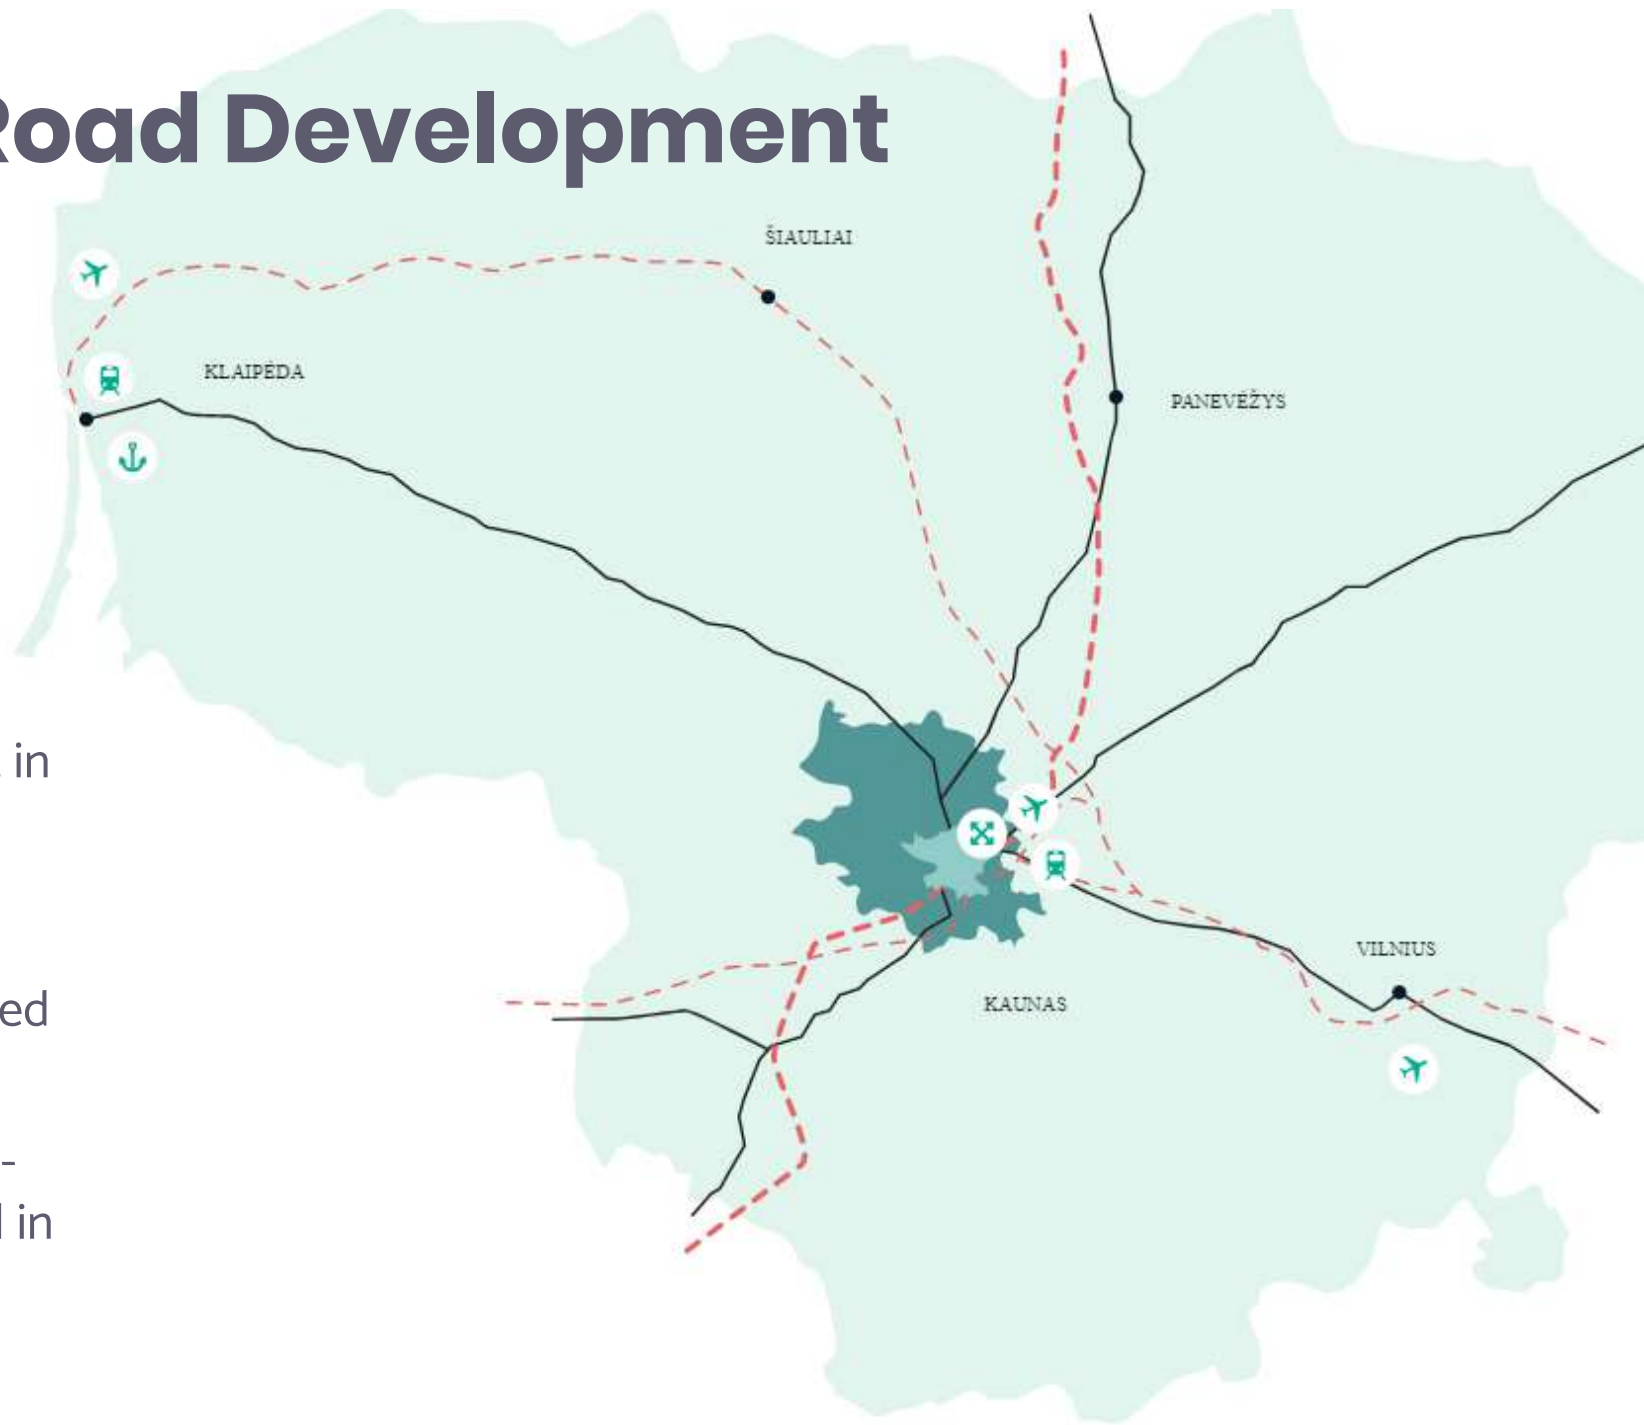 Road Development
ŠIAULIAI
KLAIPĖDA
PANEVĖŽYS
in
VILNIUS
KAUNAS
ed
-
in